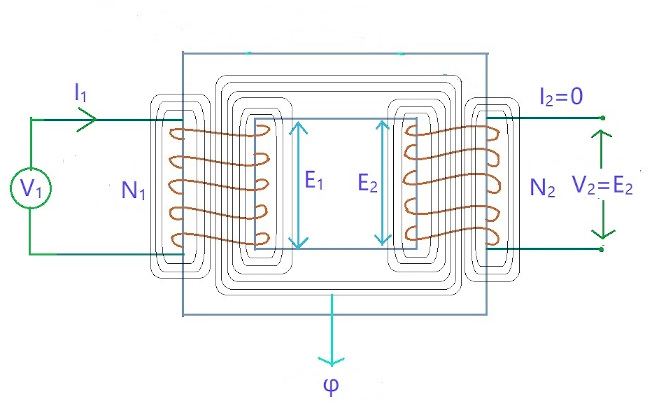 I₁
I₂=0
V₁
N₁
E₁
E₂
N₂
V₂=E₂
φ